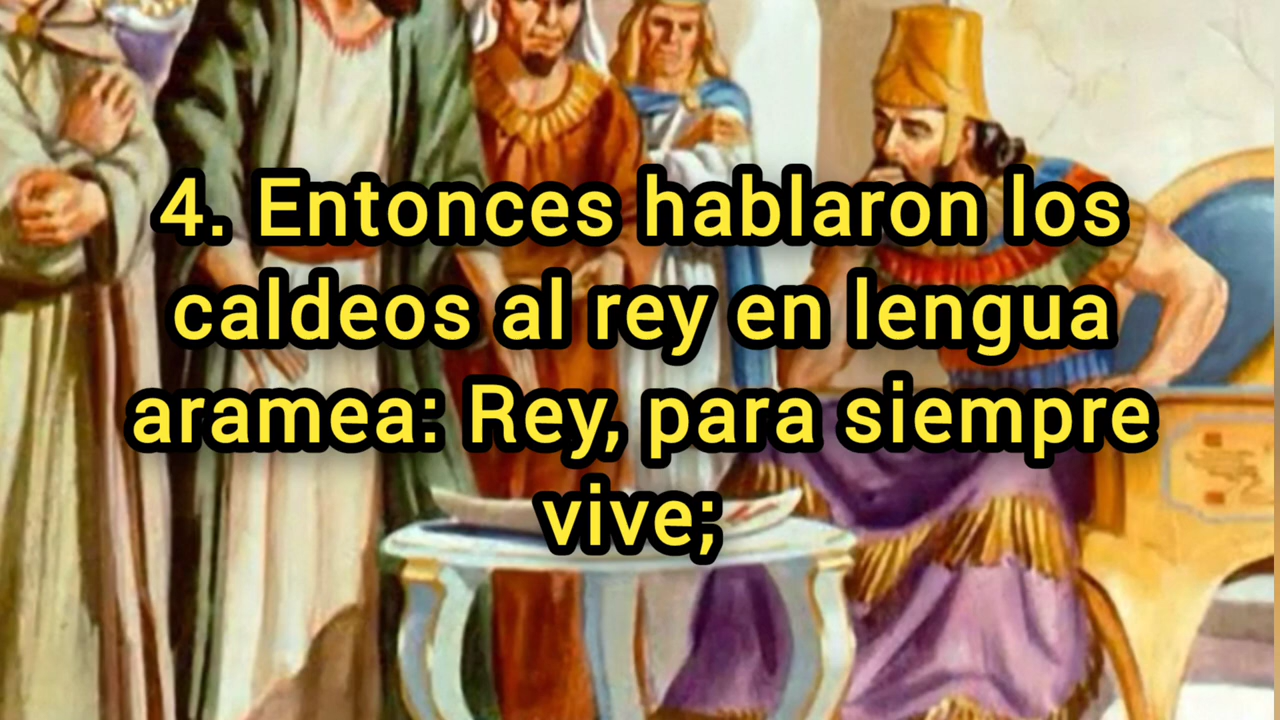 4. Entonces hablaron los
caldeos al rey en lengua
aramea: Rey, para siempre
vive;